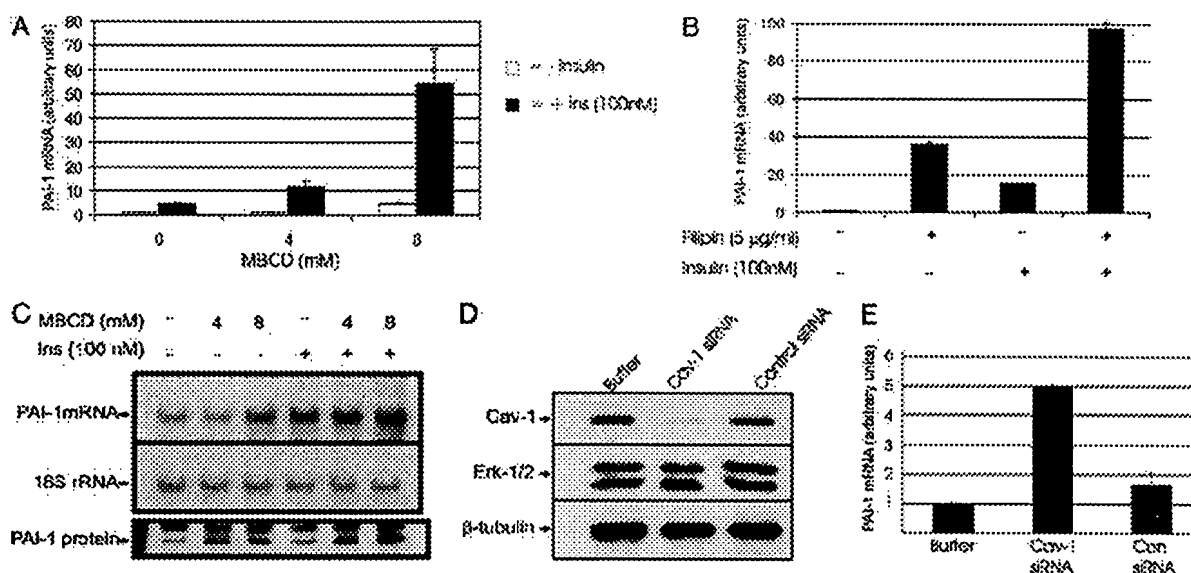 A
PAI-1 mRNA (arbitrary units)
80
70
60
50
40
30
20
10
0
0
4
8
MBCD (mM)
- Insulin
+ Ins (100nM)
B
PAI-1 mRNA (arbitrary units)
100
80
60
40
20
0
Filipin (5 µg/ml) - + - +
Insulin (100nM) - - + +
C
MBCD (mM) - 4 8 - 4 8
Ins (100 nM) - - - + + +
PAI-1mRNA
18S rRNA
PAI-1 protein
D
Buffer
Cav-1 siRNA
Control siRNA
Cav-1
Erk-1/2
β-tubulin
E
PAI-1 mRNA (arbitrary units)
6
5
4
3
2
1
Buffer
Cav-1 siRNA
Con siRNA